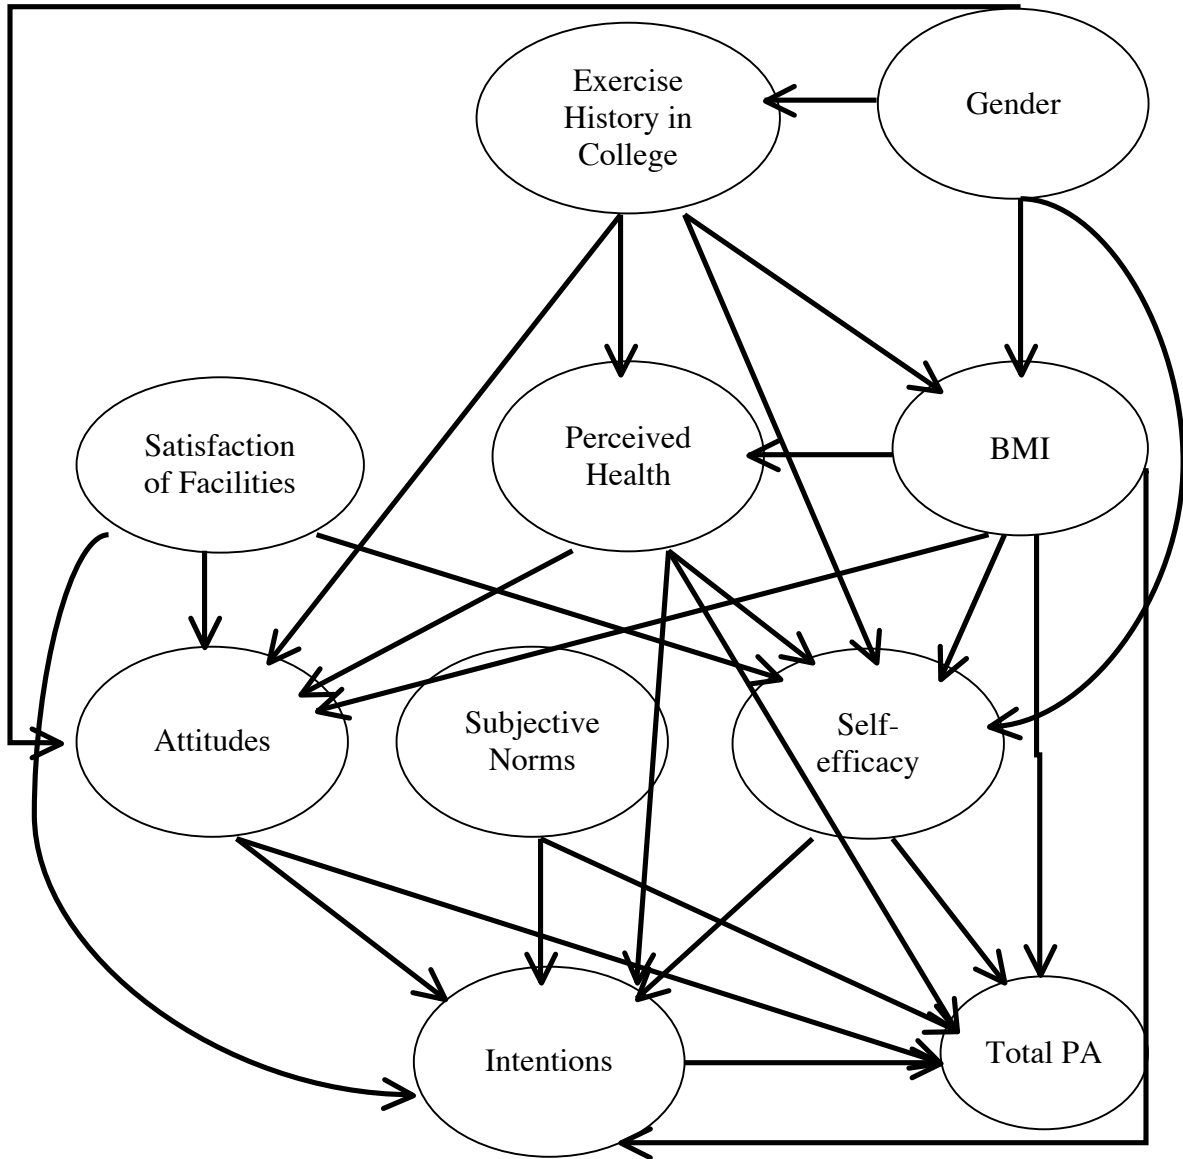 Exercise
History in
College
Gender
Satisfaction
of Facilities
Perceived
Health
BMI
Attitudes
Subjective
Norms
Self-
efficacy
Intentions
Total PA